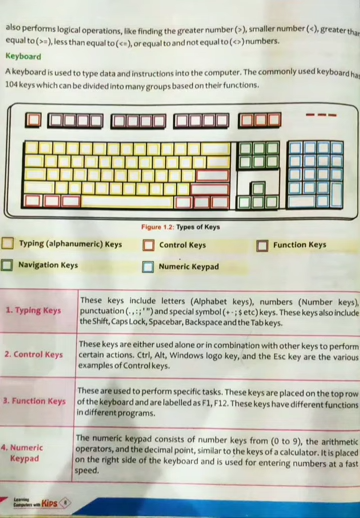 also performs logical operations, like finding the greater number (>), smaller number (<), greater than
equal to (>=), less than equal to (<=), or equal to and not equal to (<>) numbers.
Keyboard
A keyboard is used to type data and instructions into the computer. The commonly used keyboard has
104 keys which can be divided into many groups based on their functions.
Figure 1.2: Types of Keys
Typing (alphanumeric) Keys
Control Keys
Function Keys
Navigation Keys
Numeric Keypad
1. Typing Keys
These keys include letters (Alphabet keys), numbers (Number keys),
punctuation (.,:;'") and special symbol (+-;$ etc) keys. These keys also include
the Shift, Caps Lock, Spacebar, Backspace and the Tab keys.
2. Control Keys
These keys are either used alone or in combination with other keys to perform
certain actions. Ctrl, Alt, Windows logo key, and the Esc key are the various
examples of Control keys.
3. Function Keys
These are used to perform specific tasks. These keys are placed on the top row
of the keyboard and are labelled as F1, F12. These keys have different functions
in different programs.
4. Numeric
Keypad
The numeric keypad consists of number keys from (0 to 9), the arithmetic
operators, and the decimal point, similar to the keys of a calculator. It is placed
on the right side of the keyboard and is used for entering numbers at a fast
speed.
Learning
Computers with Kips